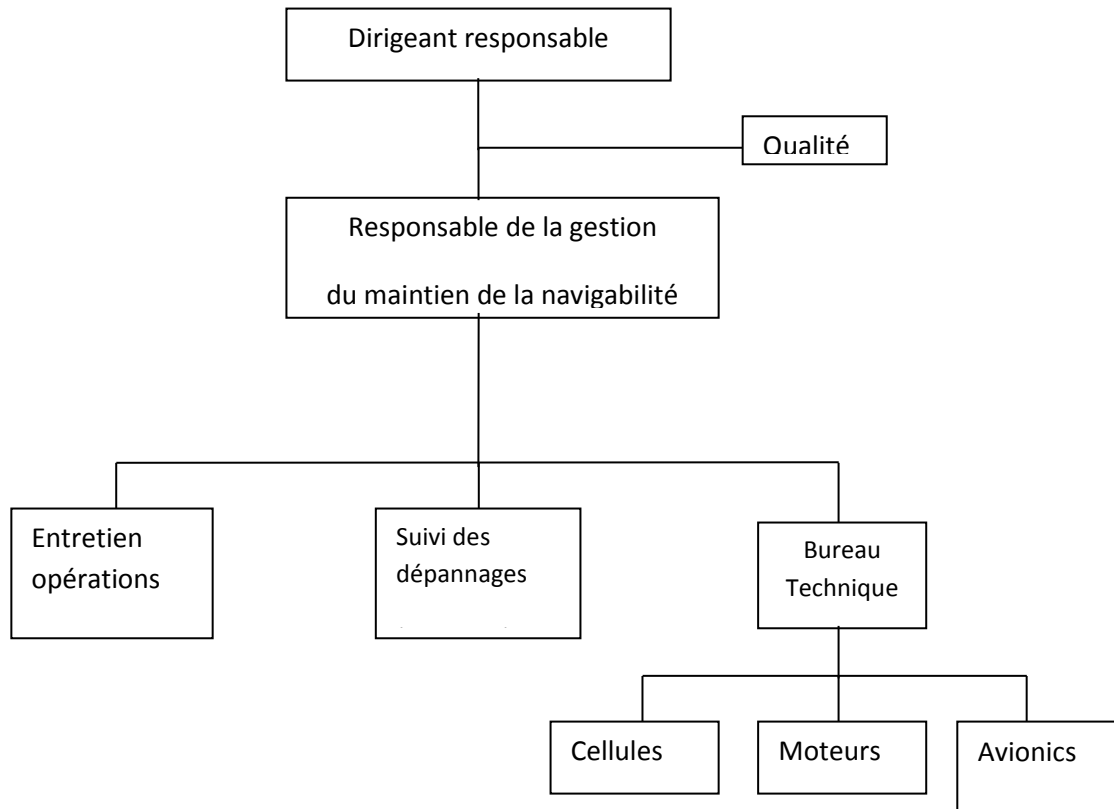 Dirigeant responsable
Qualité
Responsable de la gestion
du maintien de la navigabilité
Entretien
opérations
Suivi des
dépannages
Bureau
Technique
Cellules
Moteurs
Avionics